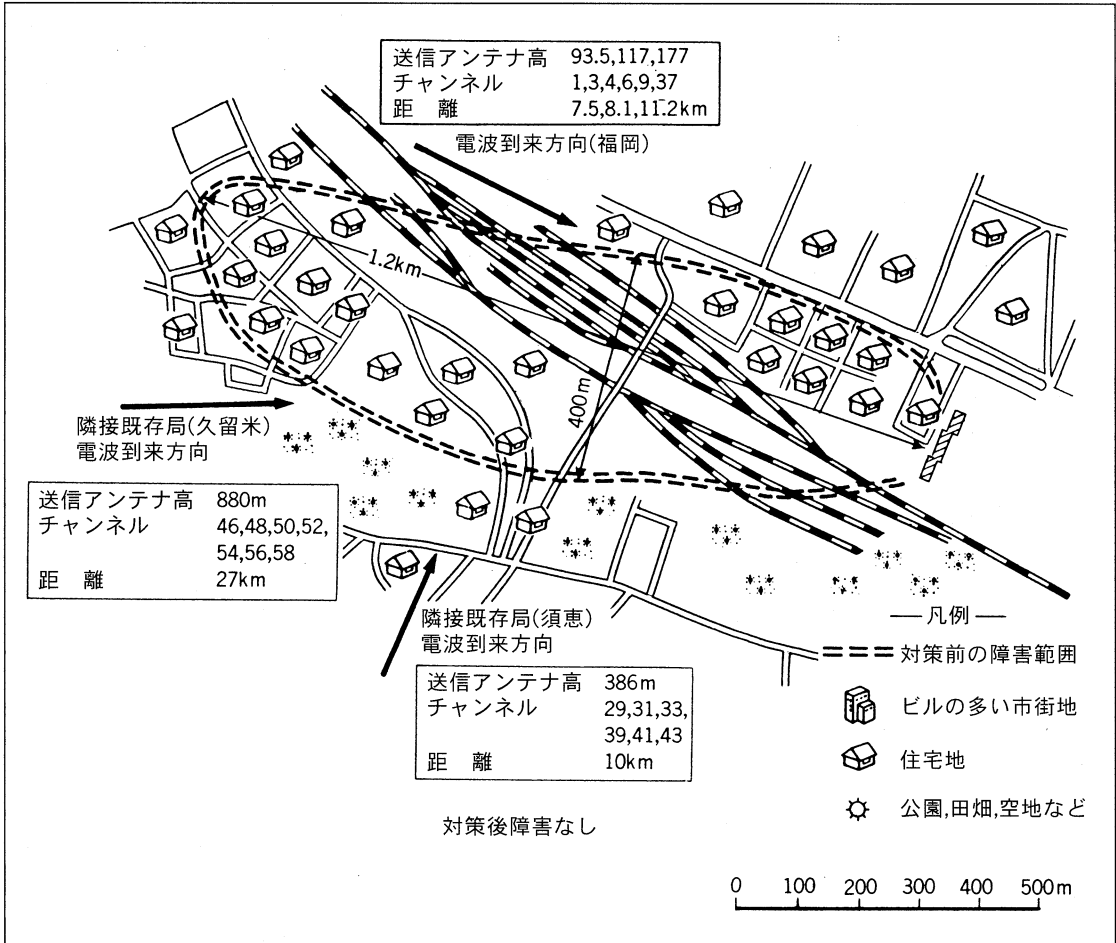 送信アンテナ高 93.5,117,177
チャンネル 1,3,4,6,9,37
距 離 7.5,8.1,11.2km
電波到来方向(福岡)
1.2km
400m
隣接既存局(久留米)
電波到来方向
送信アンテナ高 880m
チャンネル 46,48,50,52,
54,56,58
距 離 27km
隣接既存局(須恵)
電波到来方向
送信アンテナ高 386m
チャンネル 29,31,33,
39,41,43
距 離 10km
対策後障害なし
凡例
対策前の障害範囲
ビルの多い市街地
住宅地
公園,田畑,空地など
0 100 200 300 400 500m